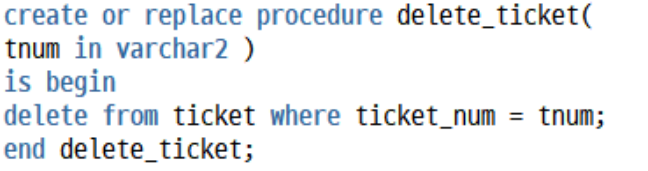 create or replace procedure delete_ticket(
tnum in varchar2 )
is begin
delete from ticket where ticket_num = tnum;
end delete_ticket;